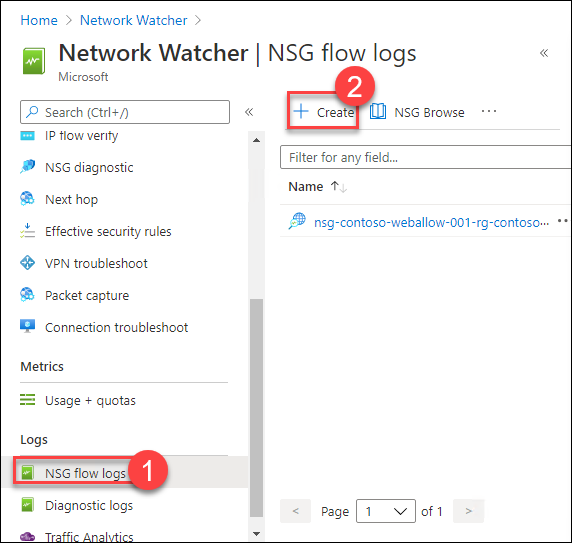 Home > Network Watcher >
Network Watcher | NSG flow logs
Microsoft
Search (Ctrl+/)
IP flow verify
NSG diagnostic
Next hop
Effective security rules
VPN troubleshoot
Packet capture
Connection troubleshoot
Metrics
Usage + quotas
Logs
NSG flow logs
1
Diagnostic logs
Traffic Analytics
2
+ Create
NSG Browse
Filter for any field...
Name
nsg-contoso-weballow-001-rg-contoso...
< Page 1 of 1 >